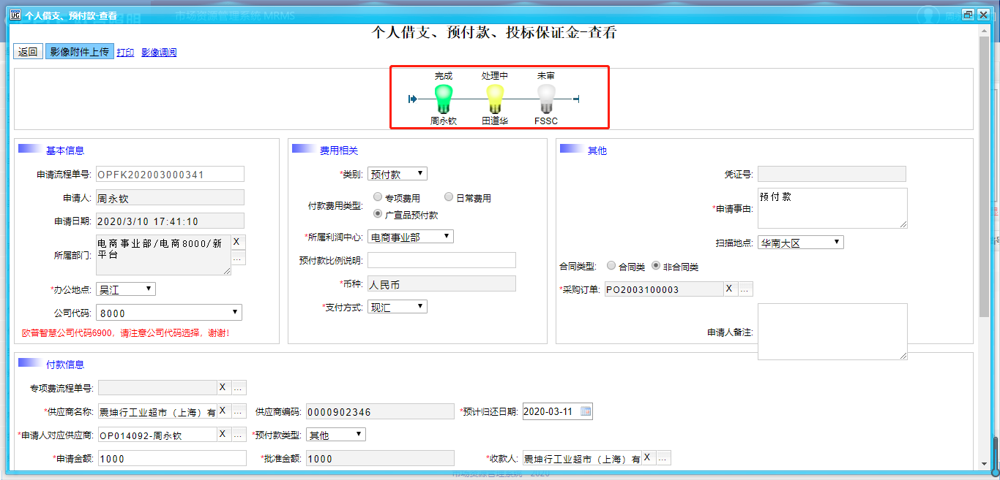 市场资源管理系统 MRMS
个人借支、预付款-查看
个人借支、预付款、投标保证金-查看
返回 影像附件上传 打印 影像调阅
完成 处理中 未审
周永钦 田道华 FSSC
基本信息
申请流程单号: OPFK202003000341
申请人: 周永钦
申请日期: 2020/3/10 17:41:10
所属部门: 电商事业部/电商8000/新平台 X ...
*办公地点: 吴江
公司代码: 8000
欧普智慧公司代码6900，请注意公司代码选择，谢谢!
费用相关
*类别: 预付款
付款费用类型: 专项费用 日常费用
广宣品预付款
*所属利润中心: 电商事业部
预付款比例说明:
*币种: 人民币
*支付方式: 现汇
其他
凭证号:
*申请事由: 预付款
扫描地点: 华南大区
合同类型: 合同类 非合同类
*采购订单: PO2003100003 X ...
申请人备注:
付款信息
专项费流程单号: X ...
*供应商名称: 震坤行工业超市（上海）有 X ... 供应商编码: 0000902346 *预计归还日期: 2020-03-11
*申请人对应供应商: OP014092-周永钦 X ... *预付款类型: 其他
*申请金额: 1000 *批准金额: 1000 *收款人: 震坤行工业超市（上海）有 X ...